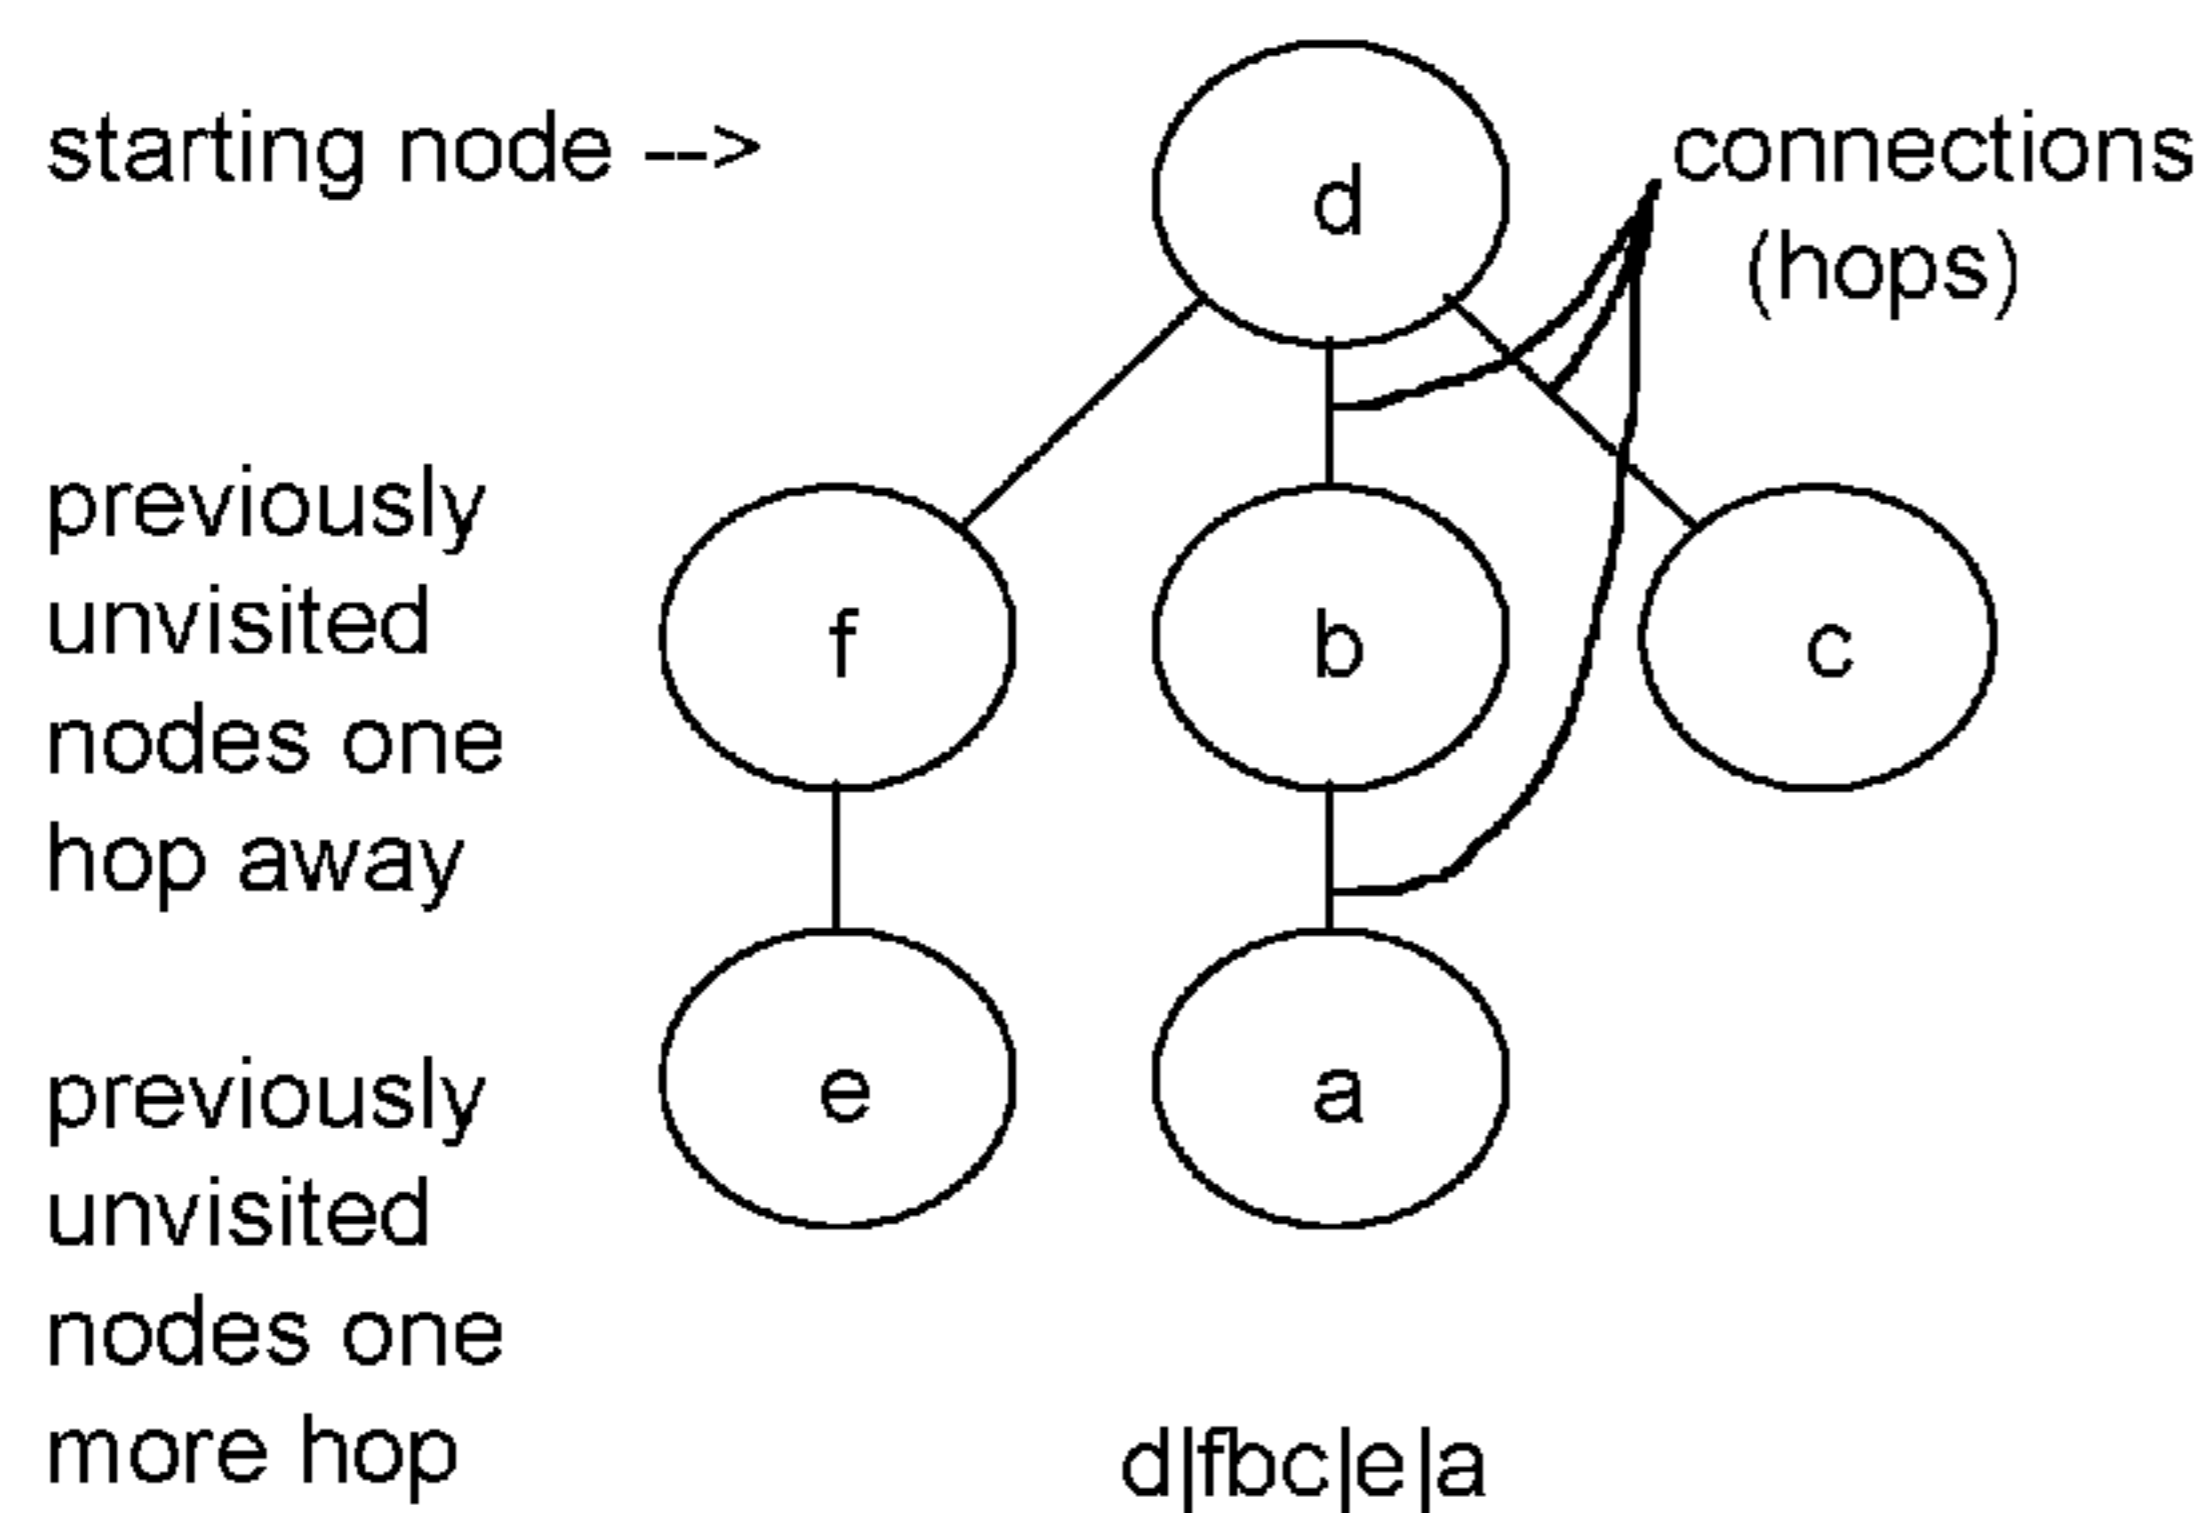 starting node -->
d
connections
(hops)
previously
unvisited
nodes one
hop away
f
b
c
previously
unvisited
nodes one
more hop
e
a
d|fbc|e|a